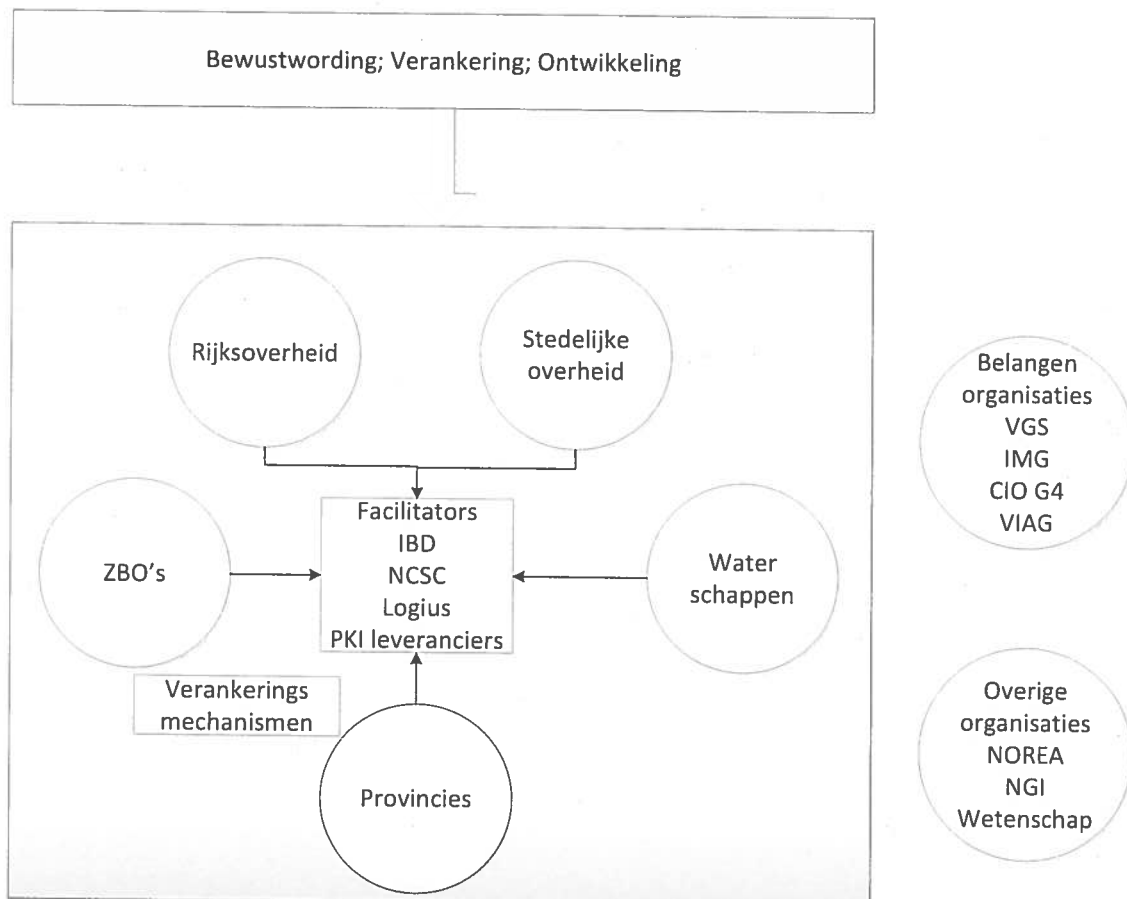 Bewustwording; Verankering; Ontwikkeling
Rijksoverheid
Stedelijke
overheid
Belangen
organisaties
VGS
IMG
CIO G4
VIAG
ZBO's
Facilitators
IBD
NCSC
Logius
PKI leveranciers
Water
schappen
Verankerings
mechanismen
Provincies
Overige
organisaties
NOREA
NGI
Wetenschap